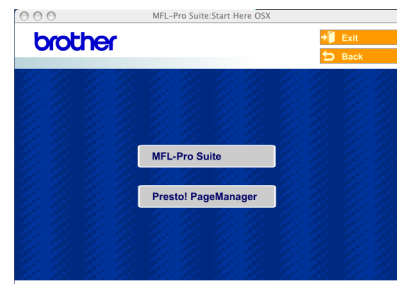 MFL-Pro Suite:Start Here OSX
brother
Exit
Back
MFL-Pro Suite
Presto! PageManager